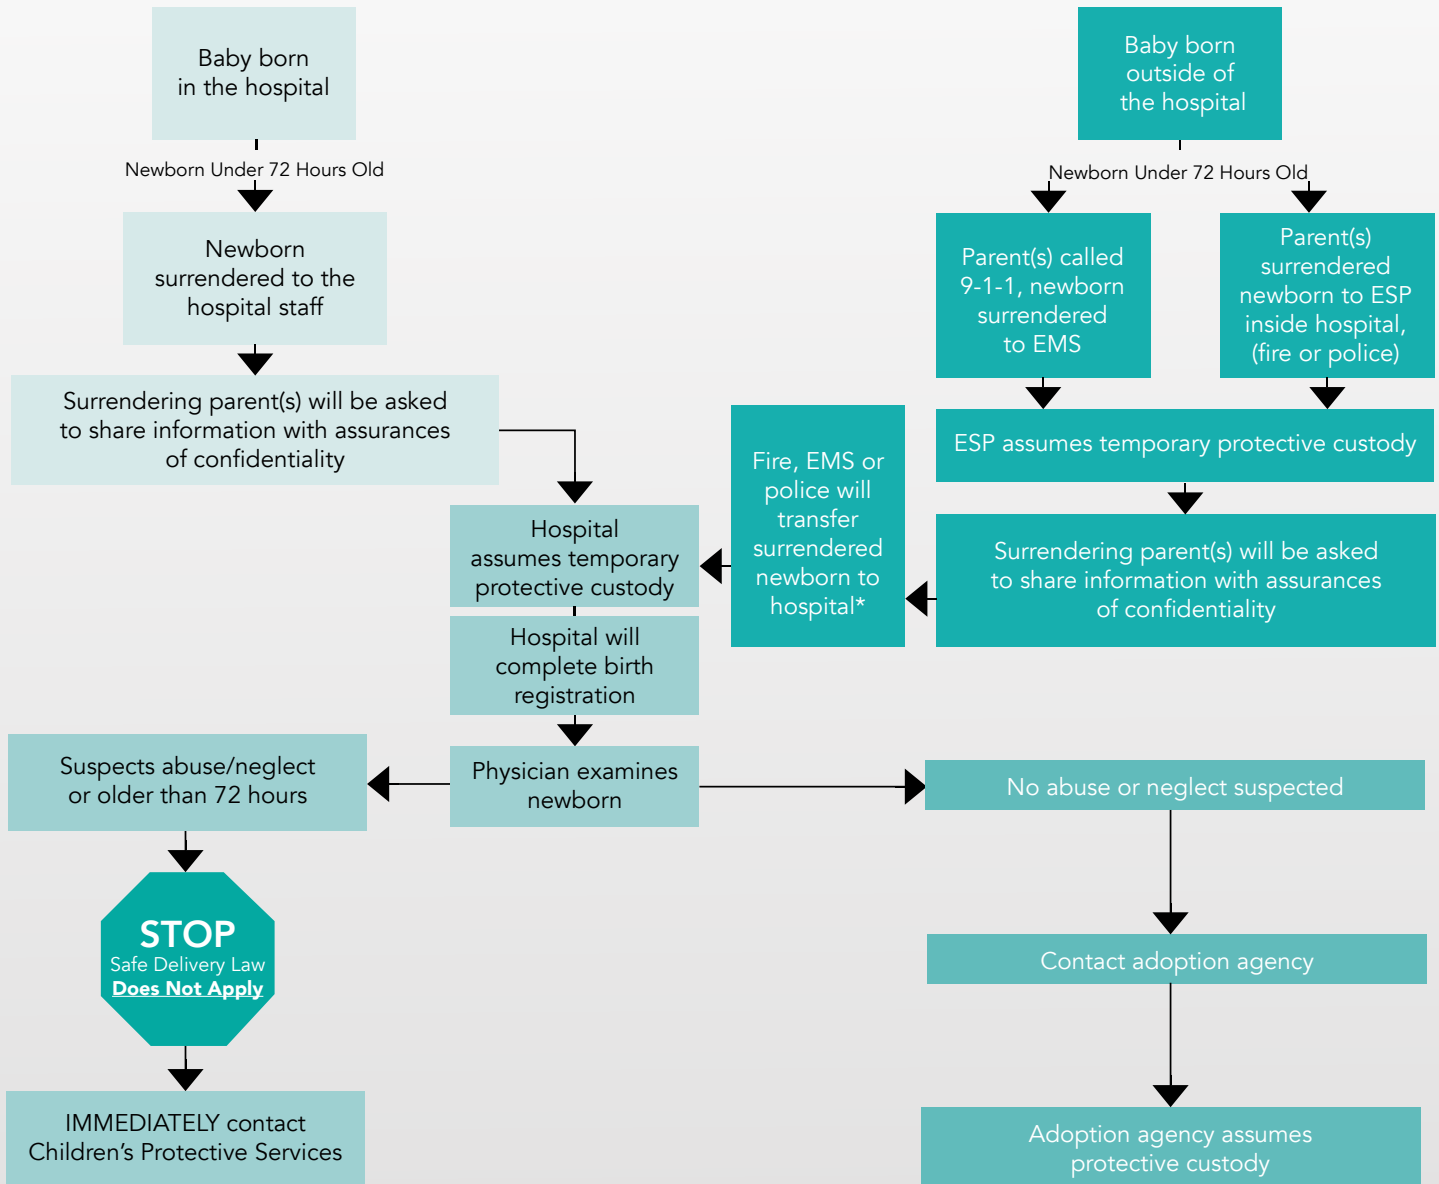 Baby born
in the hospital
Newborn Under 72 Hours Old
Newborn
surrendered to the
hospital staff
Surrendering parent(s) will be asked
to share information with assurances
of confidentiality
Baby born
outside of
the hospital
Newborn Under 72 Hours Old
Parent(s) called
9-1-1, newborn
surrendered
to EMS
Parent(s)
surrendered
newborn to ESP
inside hospital,
(fire or police)
ESP assumes temporary protective custody
Surrendering parent(s) will be asked
to share information with assurances
of confidentiality
Fire, EMS or
police will
transfer
surrendered
newborn to
hospital*
Hospital
assumes temporary
protective custody
Hospital will
complete birth
registration
Physician examines
newborn
Suspects abuse/neglect
or older than 72 hours
STOP
Safe Delivery Law
Does Not Apply
IMMEDIATELY contact
Children’s Protective Services
No abuse or neglect suspected
Contact adoption agency
Adoption agency assumes
protective custody